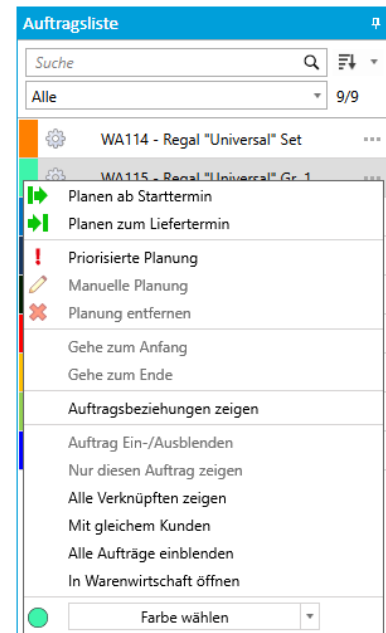 Auftragsliste
Suche
Alle 9/9
WA114 - Regal "Universal" Set
WA115 - Regal "Universal" Gr. 1
Planen ab Starttermin
Planen zum Liefertermin
Priorisierte Planung
Manuelle Planung
Planung entfernen
Gehe zum Anfang
Gehe zum Ende
Auftragsbeziehungen zeigen
Auftrag Ein-/Ausblenden
Nur diesen Auftrag zeigen
Alle Verknüpften zeigen
Mit gleichem Kunden
Alle Aufträge einblenden
In Warenwirtschaft öffnen
Farbe wählen